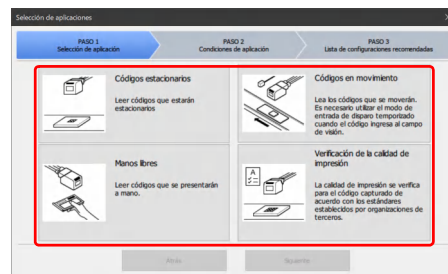 Selección de aplicaciones
PASO 1
Selección de aplicación
PASO 2
Condiciones de aplicación
PASO 3
Lista de configuraciones recomendadas
Códigos estacionarios
Leer códigos que estarán
estacionarios
Códigos en movimiento
Lea los códigos que se moverán.
Es necesario utilizar el modo de
entrada de disparo temporizado
cuando el código ingresa al campo
de visión.
Manos libres
Leer códigos que se presentarán
a mano.
Verificación de la calidad de
impresión
La calidad de impresión se verifica
para el código capturado de
acuerdo con los estándares
establecidos por organizaciones de
terceros.
Atrás
Siguiente